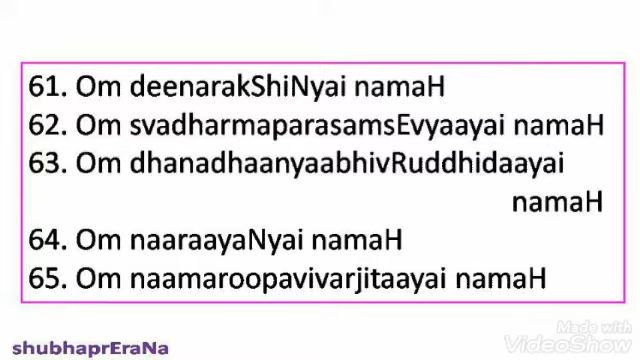 61. Om deenarakShiNyai namaH
62. Om svadharmaparasamsEvyaayai namaH
63. Om dhanadhaanyaabhivRuddhidaayai
namaH
64. Om naaraayaNyai namaH
65. Om naamaroopavivarjitaayai namaH
shubhaprEraNa
Made with
VideoShow